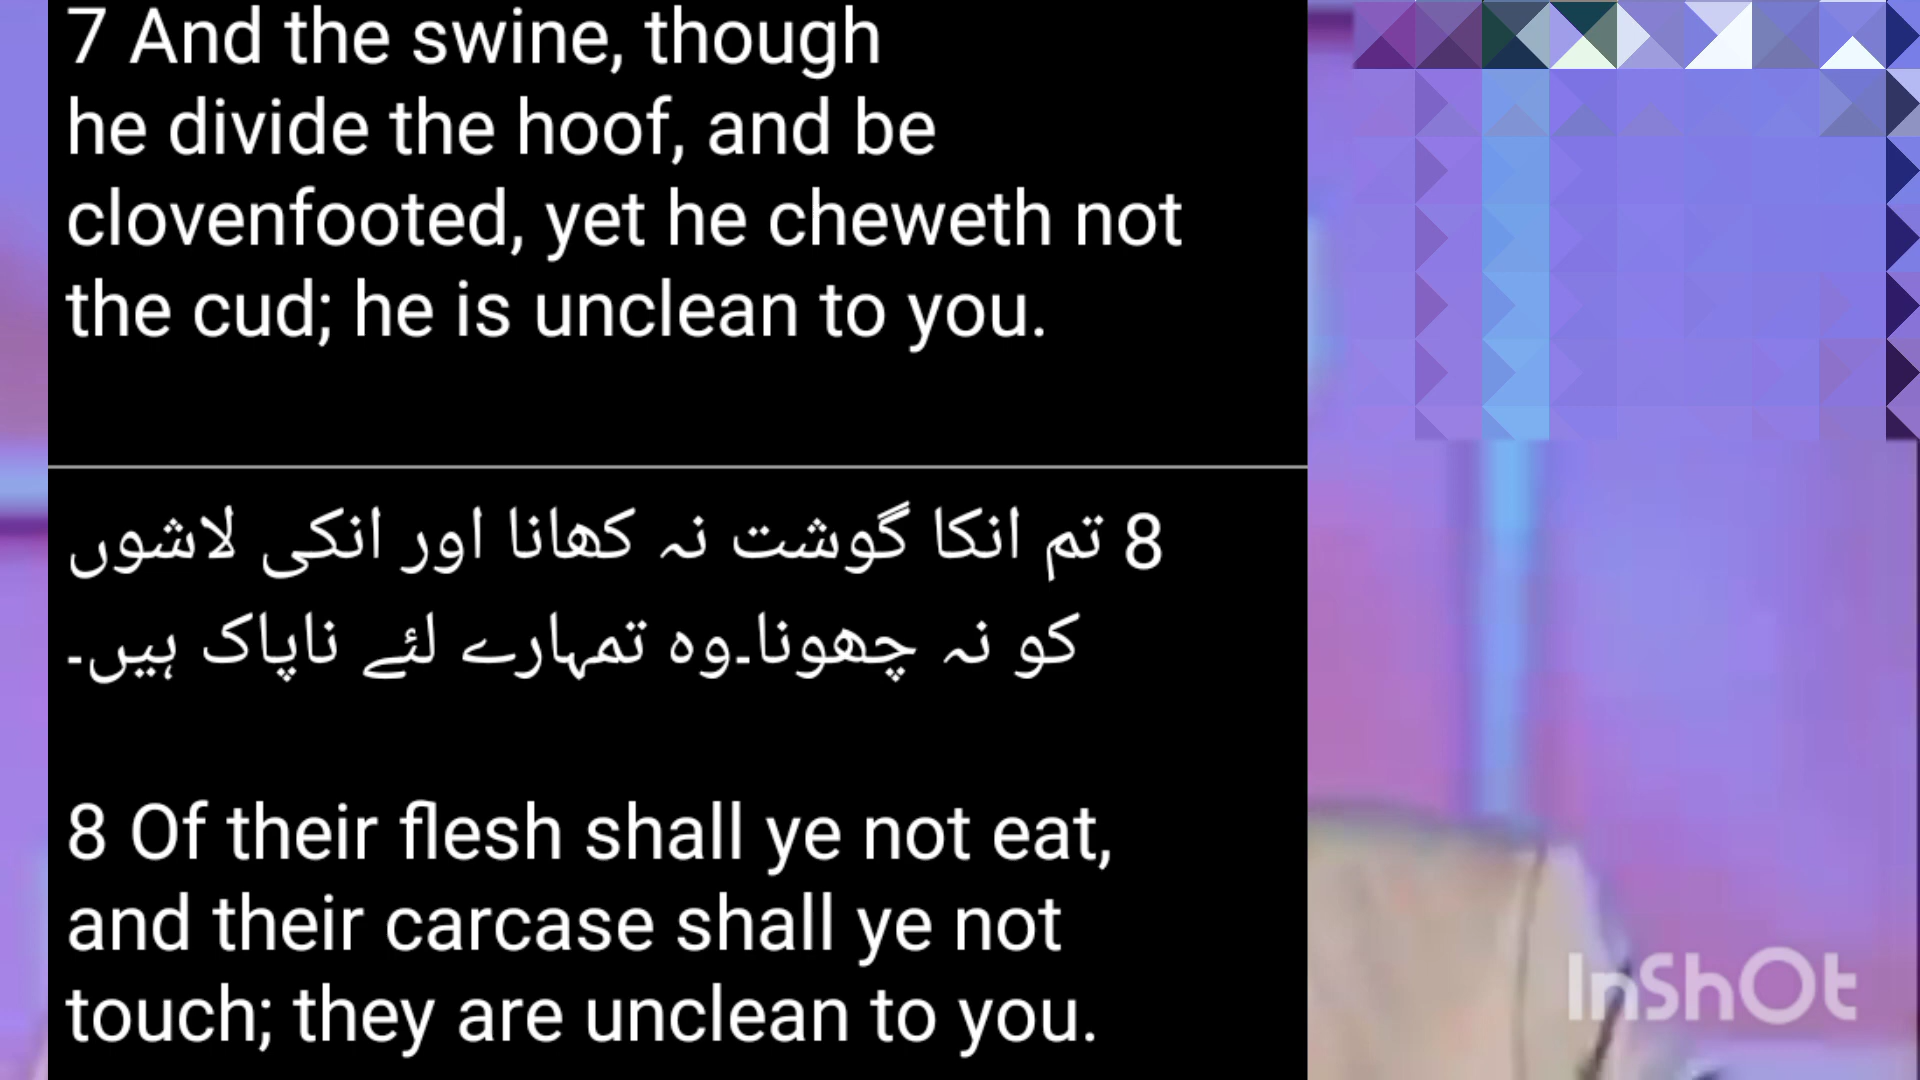 7 And the swine, though
he divide the hoof, and be
clovenfooted, yet he cheweth not
the cud; he is unclean to you.
8 تم انکا گوشت نہ کھانا اور انکی لاشوں
کو نہ چھونا۔وہ تمہارے لئے ناپاک ہیں۔
8 Of their flesh shall ye not eat,
and their carcase shall ye not
touch; they are unclean to you.
InShOt